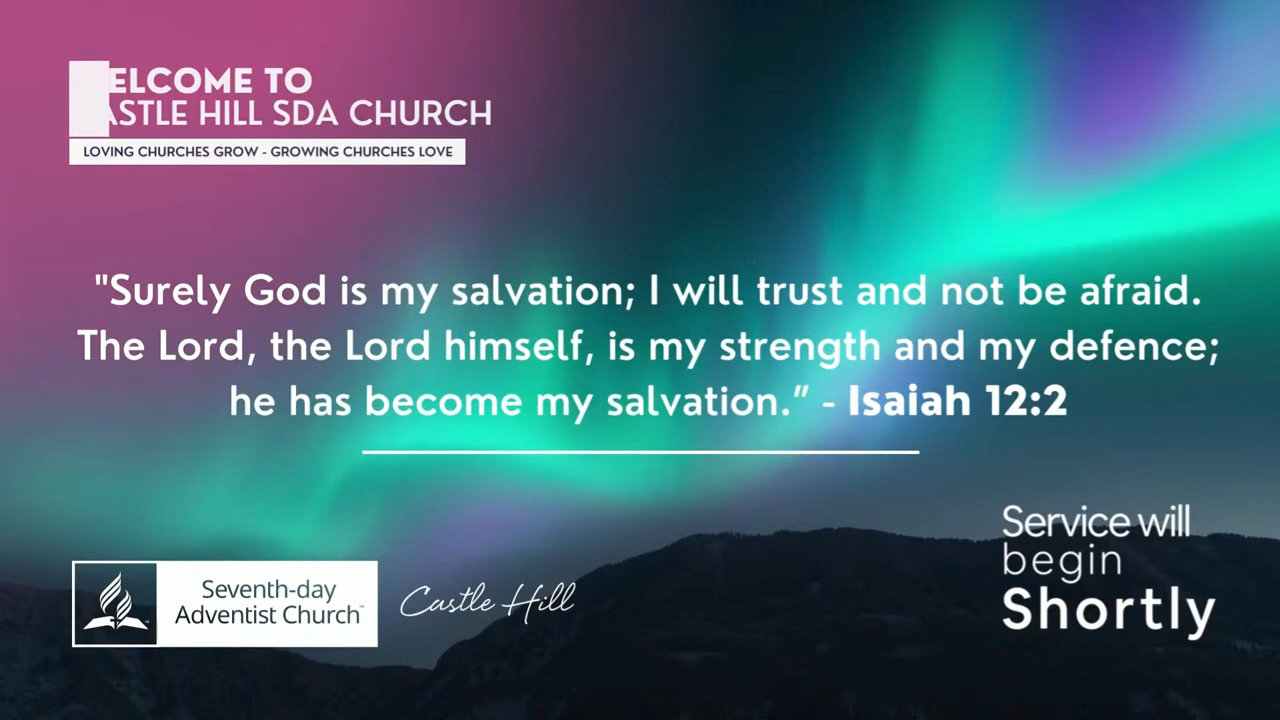 ELCOME TO
ASTLE HILL SDA CHURCH
LOVING CHURCHES GROW - GROWING CHURCHES LOVE
"Surely God is my salvation; I will trust and not be afraid.
The Lord, the Lord himself, is my strength and my defence;
he has become my salvation.” - Isaiah 12:2
Service will
begin
Shortly
Seventh-day
Adventist Church™
Castle Hill